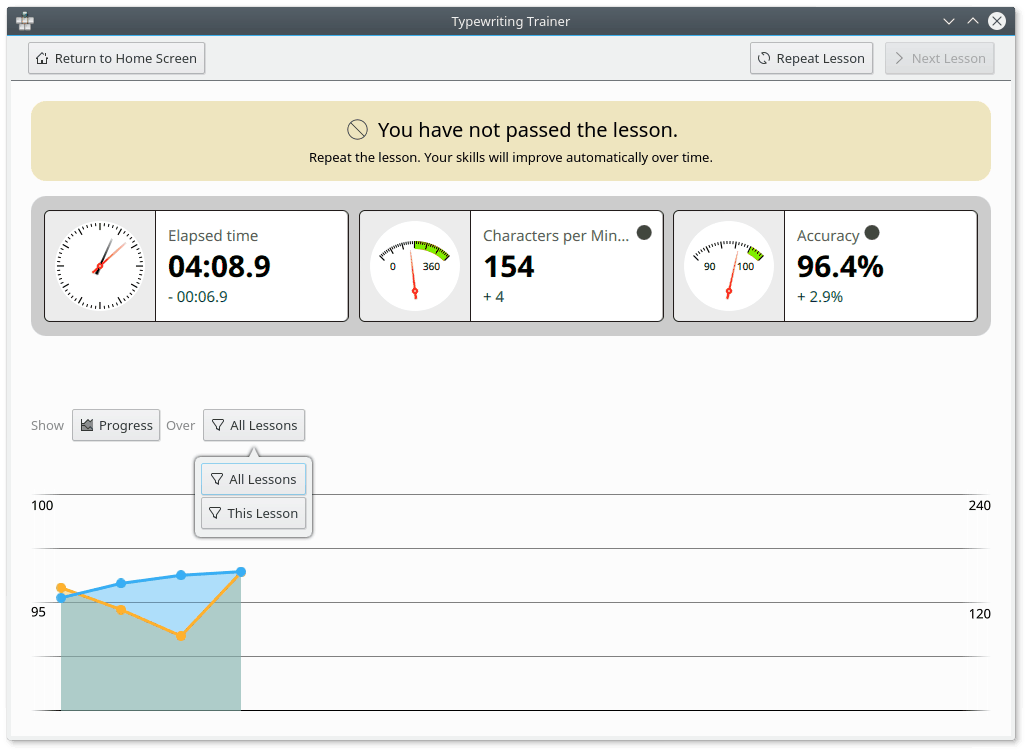 Typewriting Trainer
Return to Home Screen
Repeat Lesson
Next Lesson
You have not passed the lesson.
Repeat the lesson. Your skills will improve automatically over time.
Elapsed time
04:08.9
- 00:06.9
0 360
Characters per Min...
154
+ 4
90 100
Accuracy
96.4%
+ 2.9%
Show Progress Over All Lessons
All Lessons
This Lesson
100 240
95 120